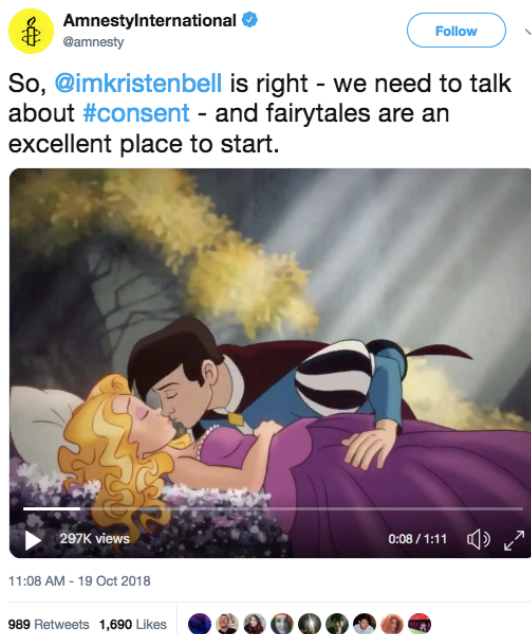 AmnestyInternational
@amnesty
Follow
So, @imkristenbell is right - we need to talk
about #consent - and fairytales are an
excellent place to start.
297K views
0:08 / 1:11
11:08 AM - 19 Oct 2018
989 Retweets 1,690 Likes